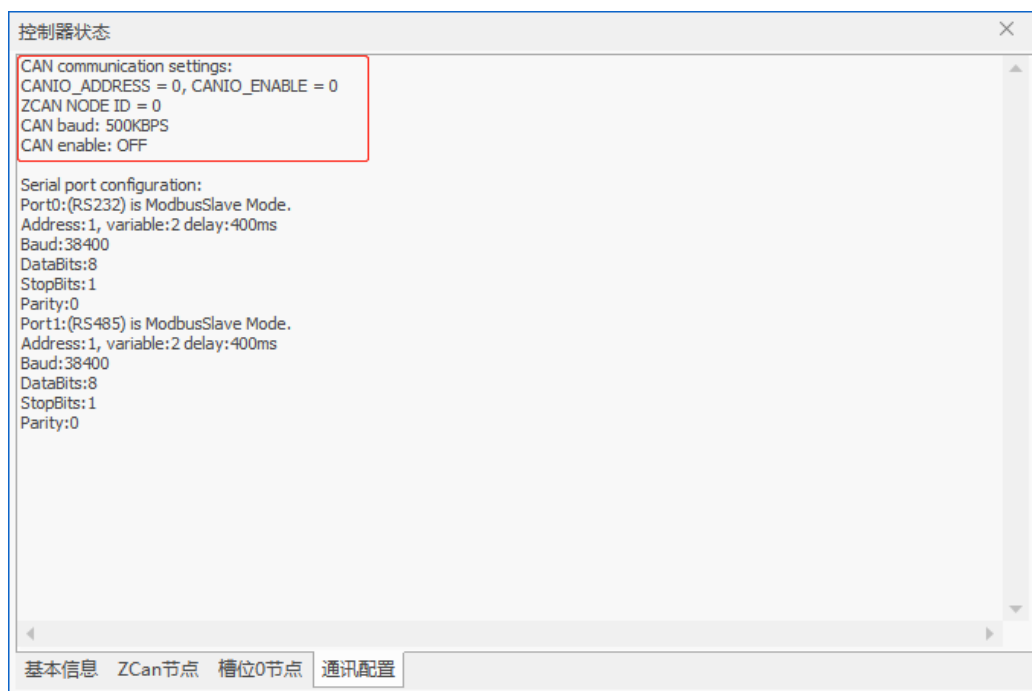 控制器状态
CAN communication settings:
CANIO_ADDRESS = 0, CANIO_ENABLE = 0
ZCAN NODE ID = 0
CAN baud: 500KBPS
CAN enable: OFF
Serial port configuration:
Port0:(RS232) is ModbusSlave Mode.
Address:1, variable:2 delay:400ms
Baud:38400
DataBits:8
StopBits:1
Parity:0
Port1:(RS485) is ModbusSlave Mode.
Address:1, variable:2 delay:400ms
Baud:38400
DataBits:8
StopBits:1
Parity:0
基本信息 ZCan节点 槽位0节点 通讯配置